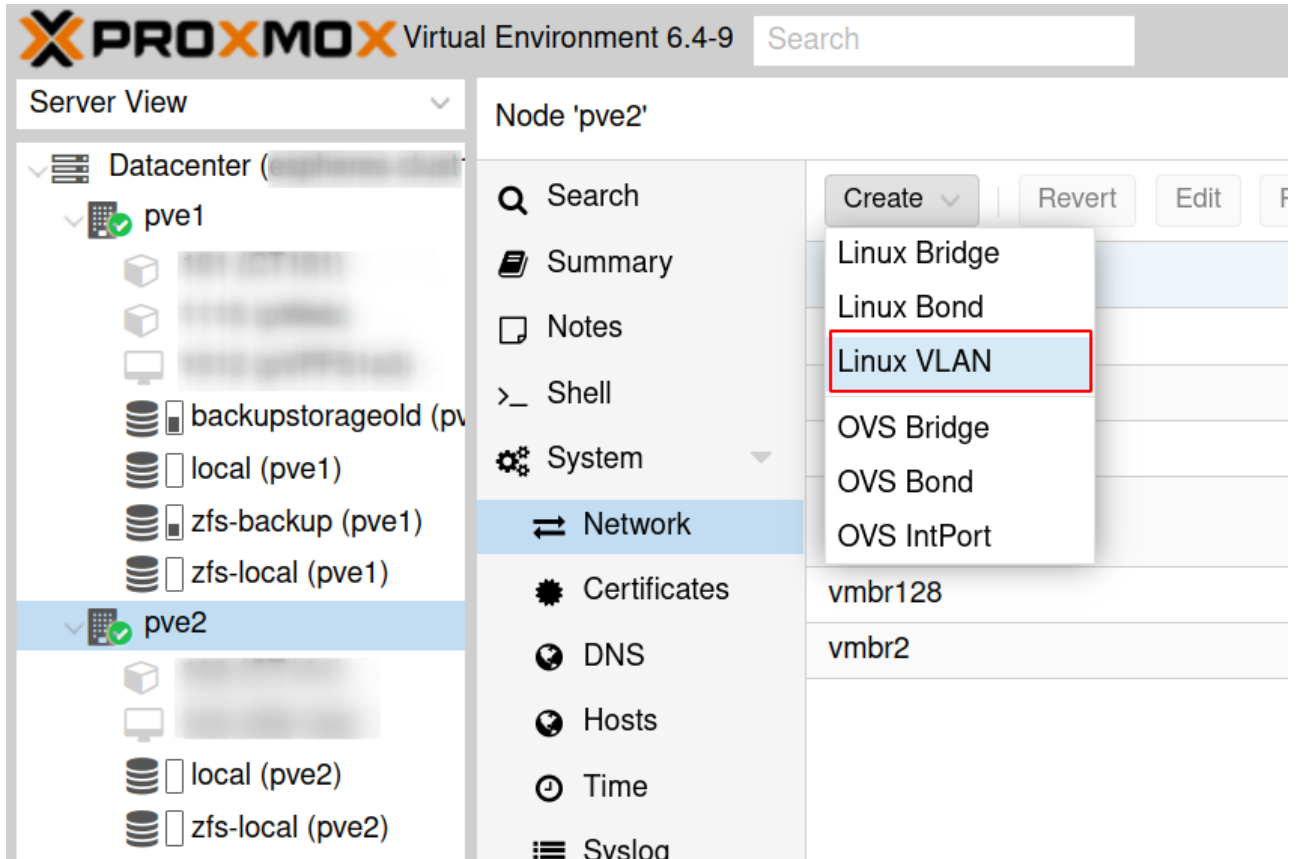 PROXMOX Virtual Environment 6.4-9 Search
Server View
Datacenter (
pve1
backupstorageold (pv
local (pve1)
zfs-backup (pve1)
zfs-local (pve1)
pve2
local (pve2)
zfs-local (pve2)
Node 'pve2'
Search
Summary
Notes
Shell
System
Network
Certificates
DNS
Hosts
Time
Syslog
Create Revert Edit
Linux Bridge
Linux Bond
Linux VLAN
OVS Bridge
OVS Bond
OVS IntPort
vmbr128
vmbr2